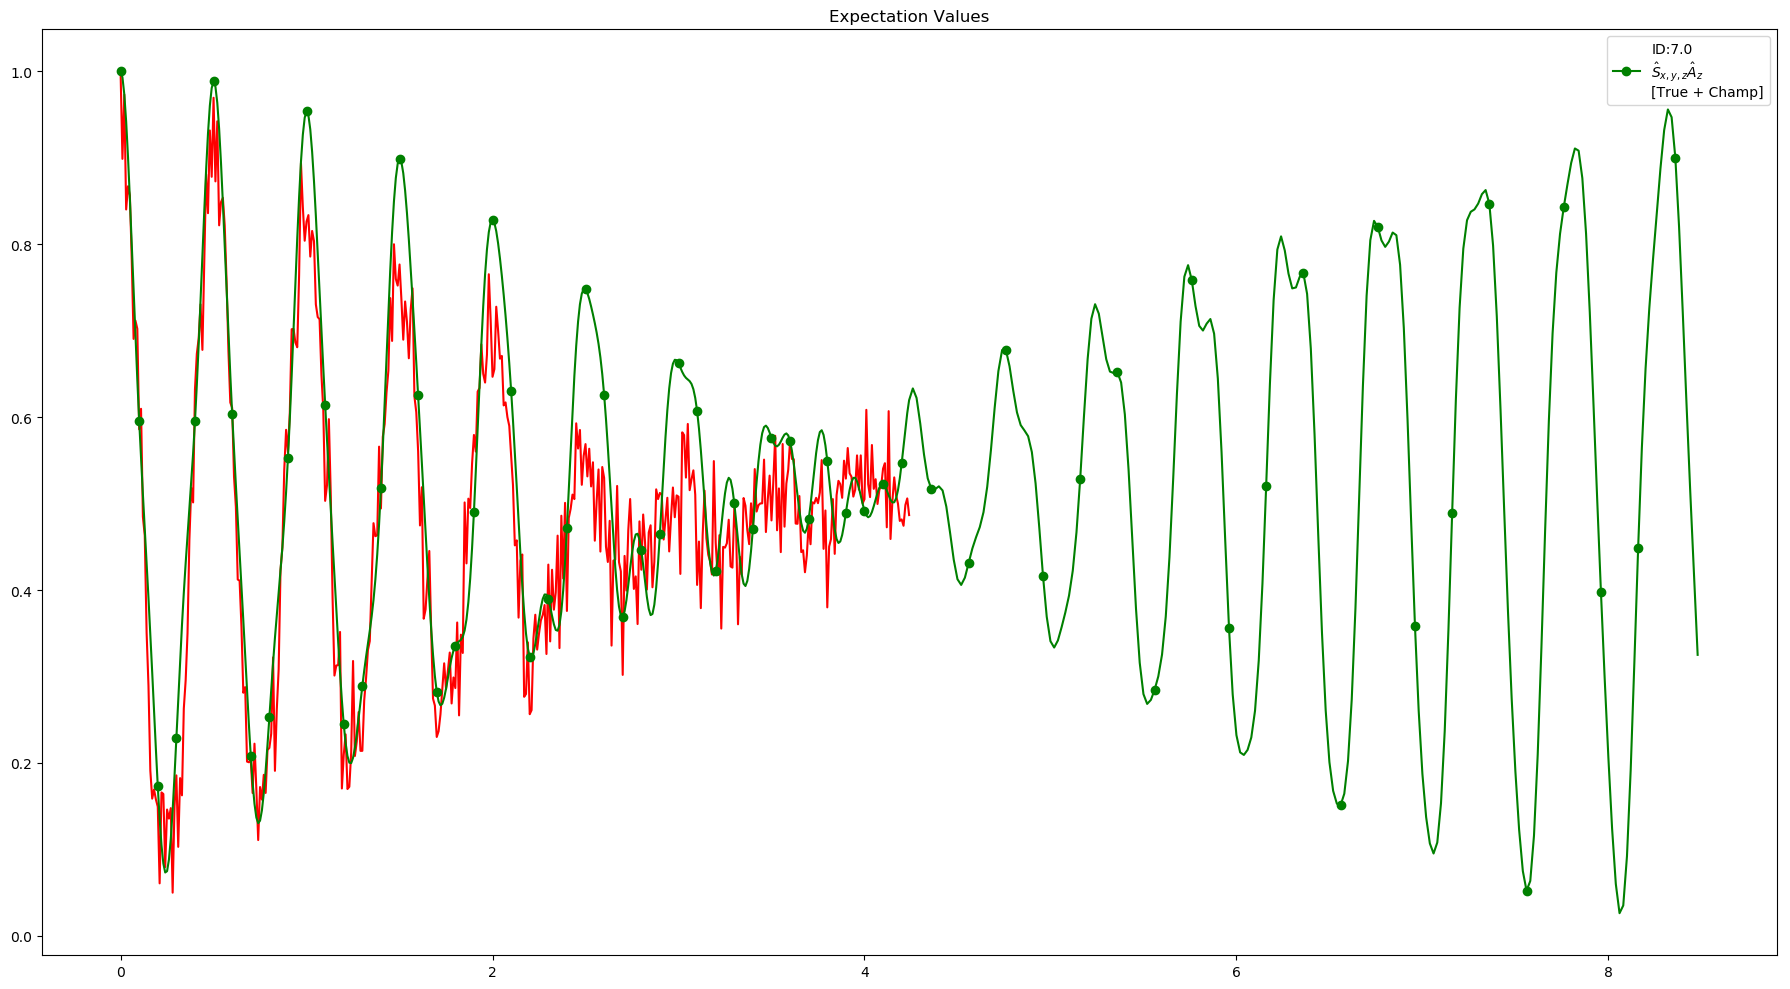 Expectation Values
ID:7.0
$\hat{S}_{x,y,z}\hat{A}_z$
[True + Champ]
1.0
0.8
0.6
0.4
0.2
0.0
0 2 4 6 8